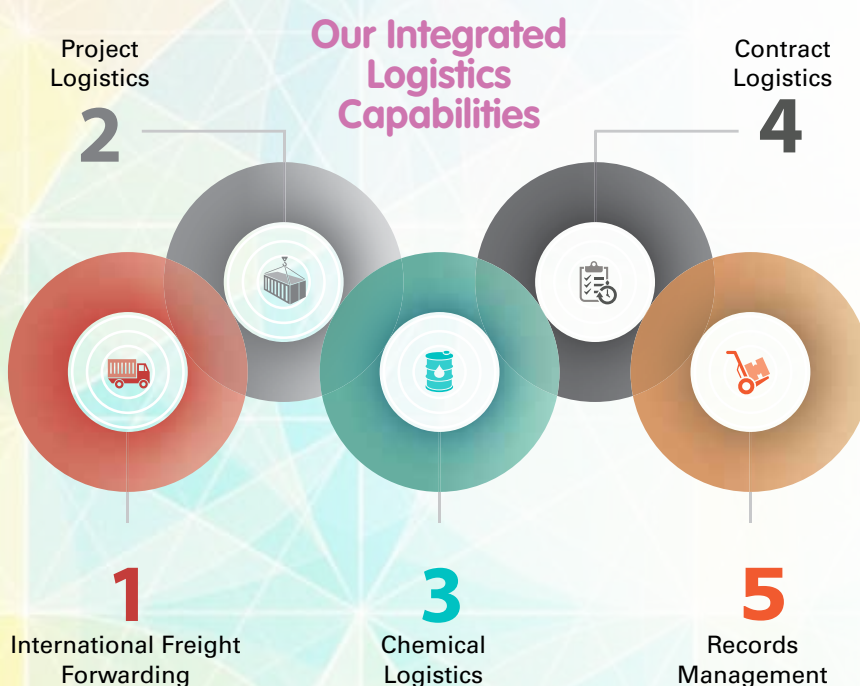 Our Integrated
Logistics
Capabilities
1
International Freight
Forwarding
Project
Logistics
2
3
Chemical
Logistics
Contract
Logistics
4
5
Records
Management